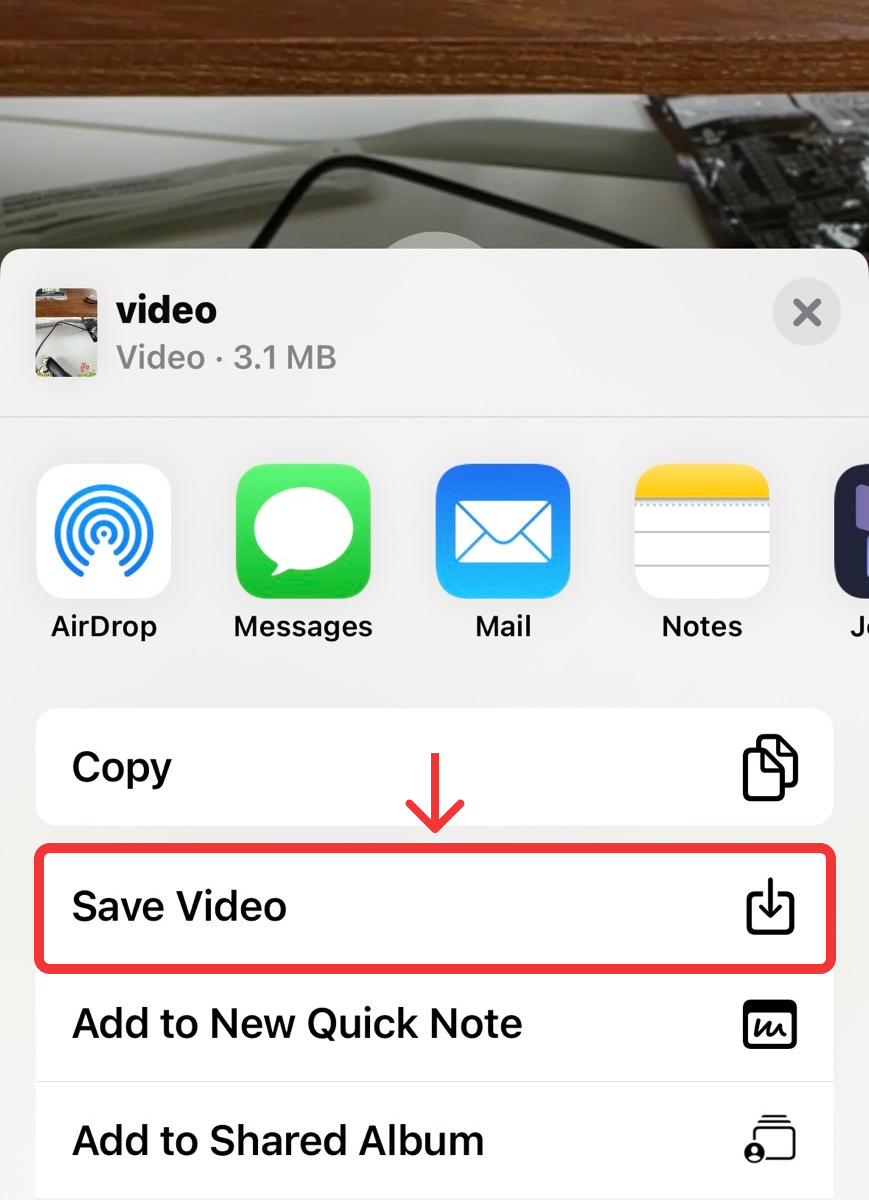 video
Video · 3.1 MB
AirDrop
Messages
Mail
Notes
Copy
Save Video
Add to New Quick Note
Add to Shared Album